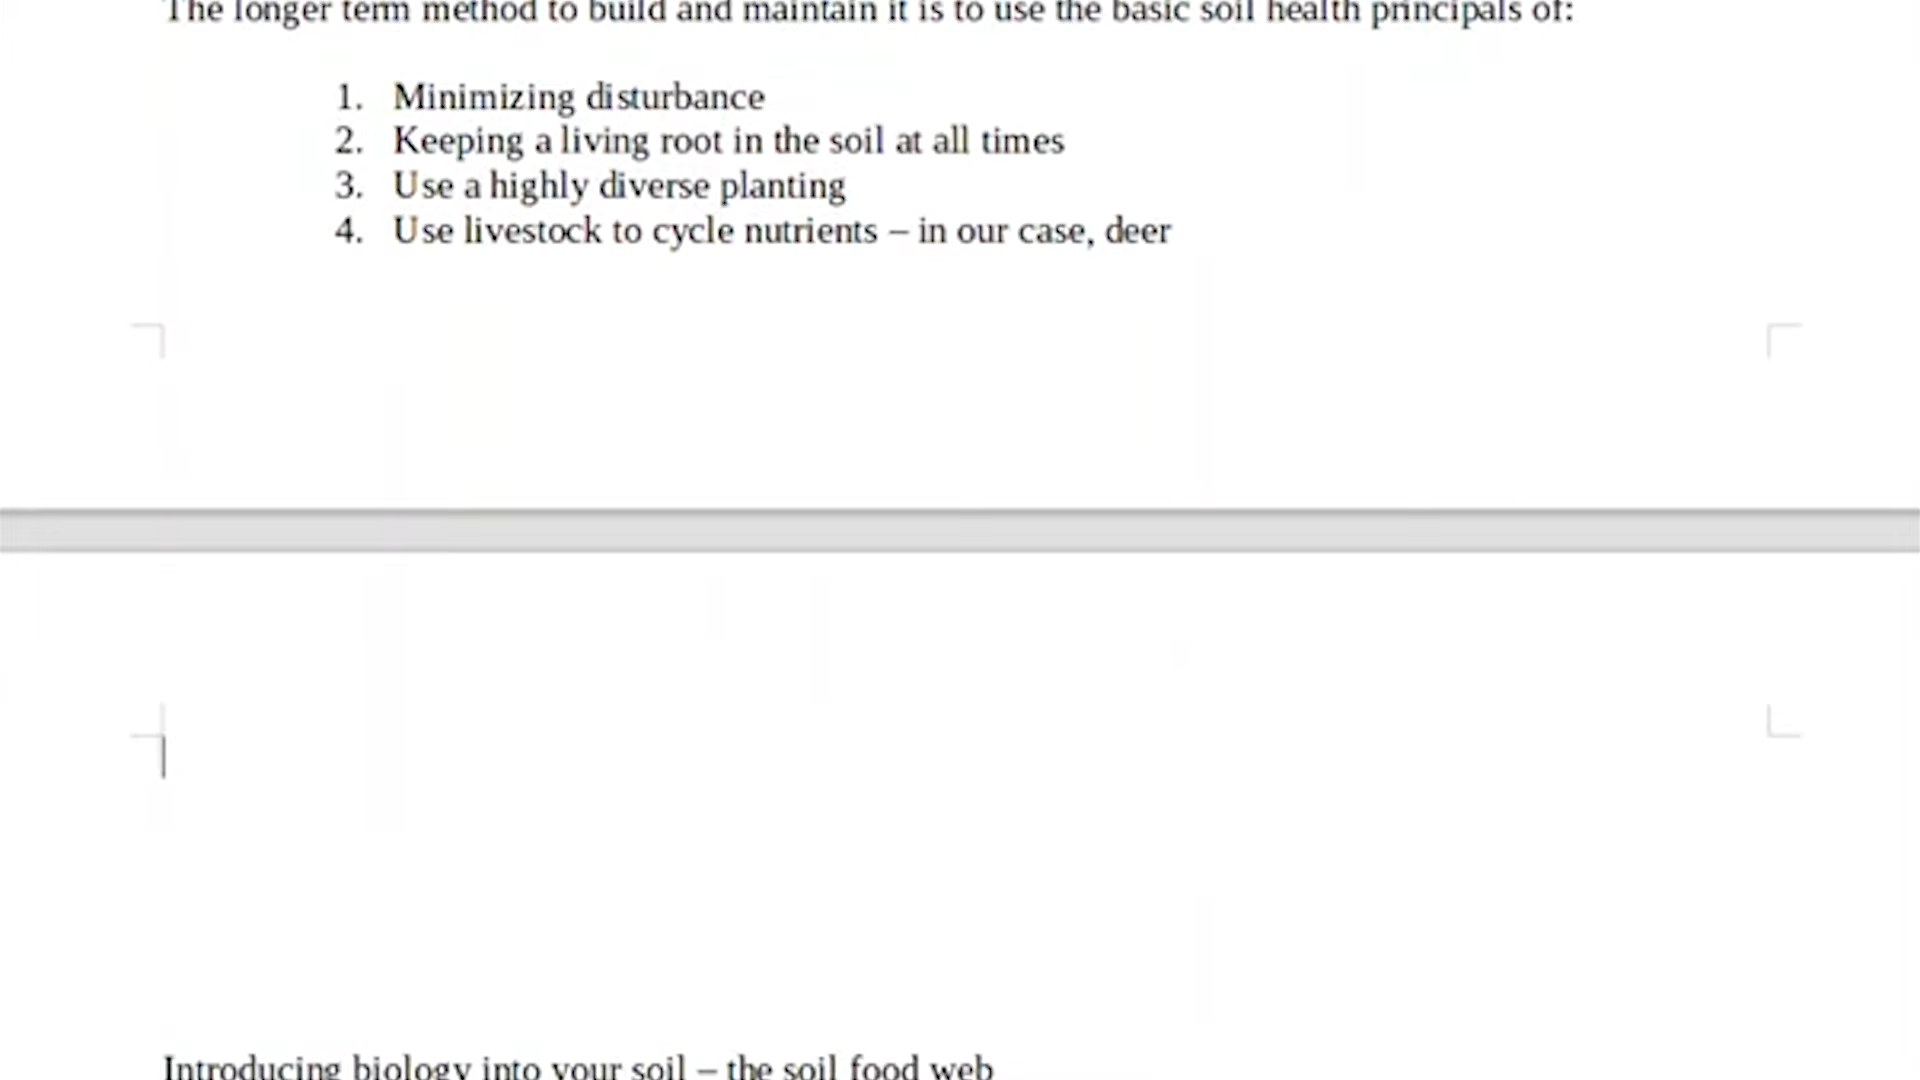 The longer term method to build and maintain it is to use the basic soil health principals of:
1. Minimizing disturbance
2. Keeping a living root in the soil at all times
3. Use a highly diverse planting
4. Use livestock to cycle nutrients – in our case, deer
Introducing biology into your soil – the soil food web